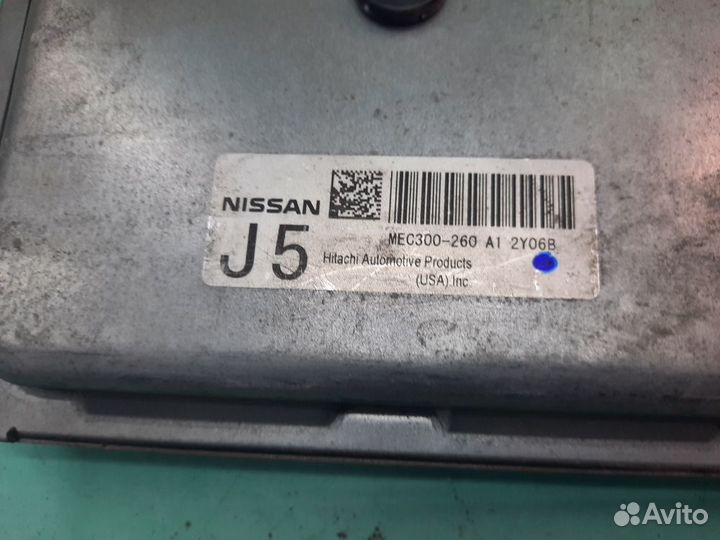 NISSAN
J5
MEC300-260 A1 2Y06B
Hitachi Automotive Products
(USA).Inc.
Avito